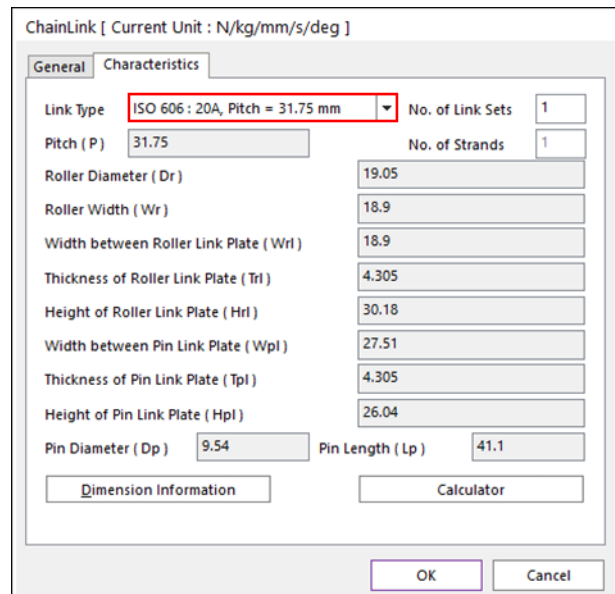 ChainLink [ Current Unit : N/kg/mm/s/deg ]
General Characteristics
Link Type ISO 606 : 20A, Pitch = 31.75 mm No. of Link Sets 1
Pitch ( P ) 31.75 No. of Strands 1
Roller Diameter ( Dr ) 19.05
Roller Width ( Wr ) 18.9
Width between Roller Link Plate ( Wrl ) 18.9
Thickness of Roller Link Plate ( Trl ) 4.305
Height of Roller Link Plate ( Hrl ) 30.18
Width between Pin Link Plate ( Wpl ) 27.51
Thickness of Pin Link Plate ( Tpl ) 4.305
Height of Pin Link Plate ( Hpl ) 26.04
Pin Diameter ( Dp ) 9.54 Pin Length ( Lp ) 41.1
Dimension Information Calculator
OK Cancel